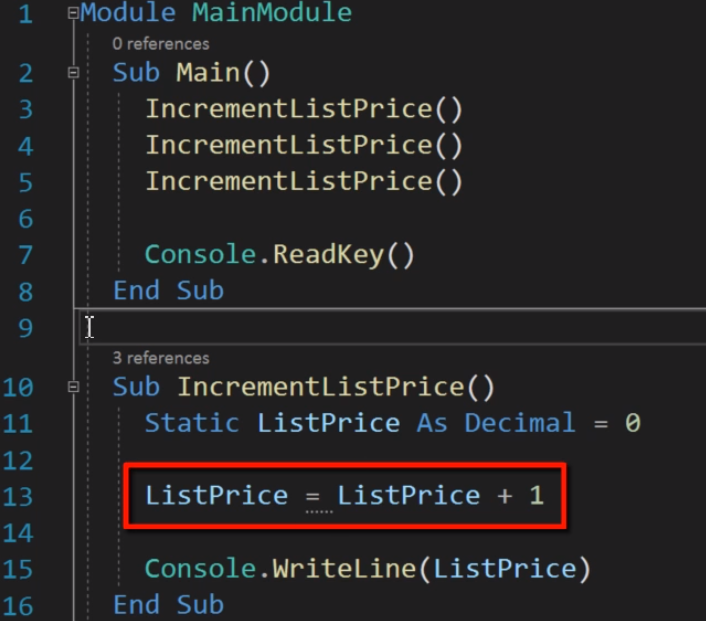 1 Module MainModule
0 references
2 Sub Main()
3 IncrementListPrice()
4 IncrementListPrice()
5 IncrementListPrice()
6
7 Console.ReadKey()
8 End Sub
9
3 references
10 Sub IncrementListPrice()
11 Static ListPrice As Decimal = 0
12
13 ListPrice = ListPrice + 1
14
15 Console.WriteLine(ListPrice)
16 End Sub